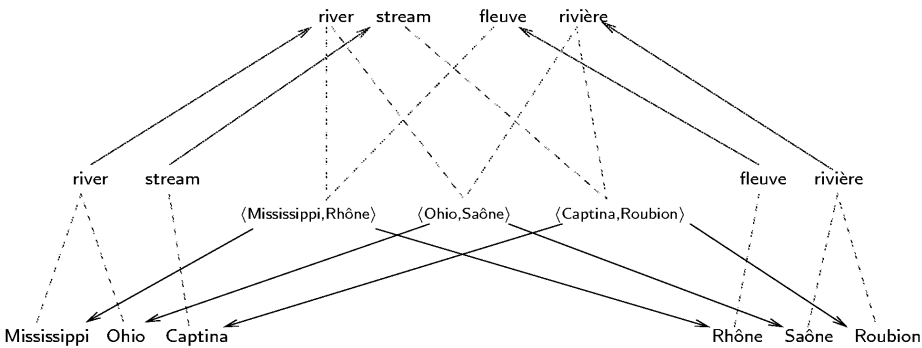 river stream fleuve rivière
river stream fleuve rivière
⟨Mississippi,Rhône⟩ ⟨Ohio,Saône⟩ ⟨Captina,Roubion⟩
Mississippi Ohio Captina Rhône Saône Roubion